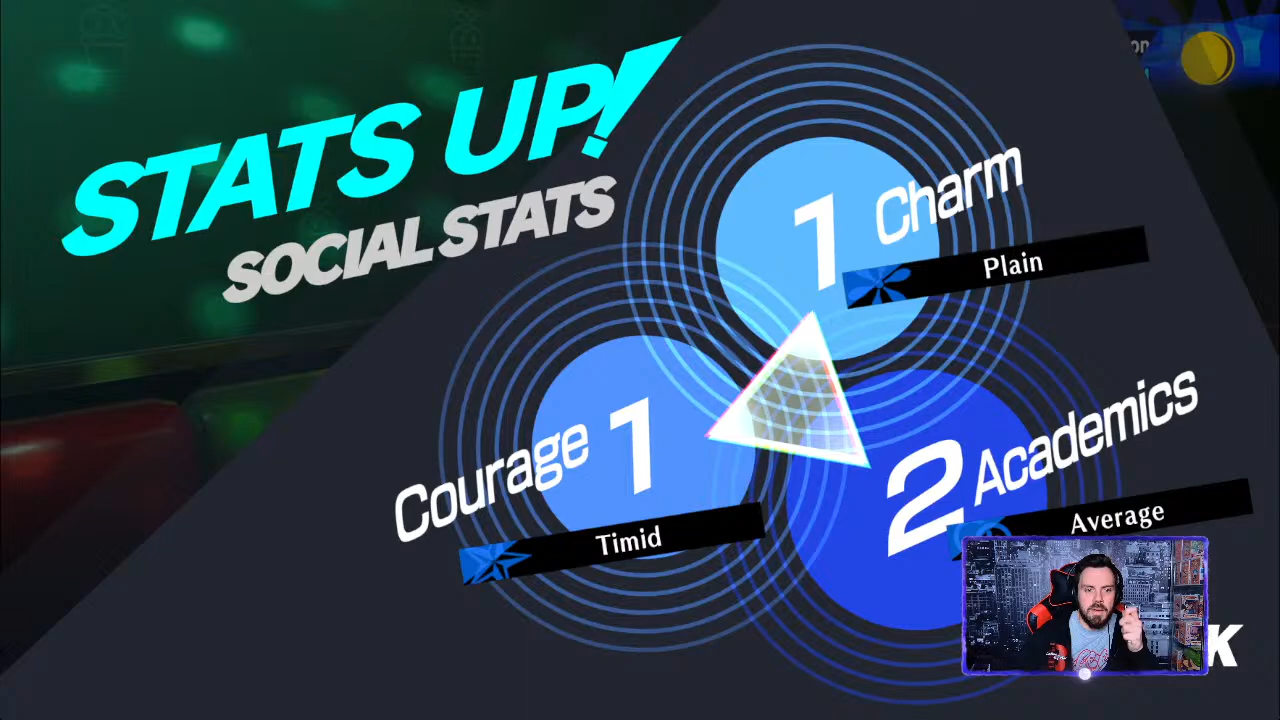 STATS UP!
SOCIAL STATS
1 Charm
Plain
Courage 1
Timid
2 Academics
Average
K